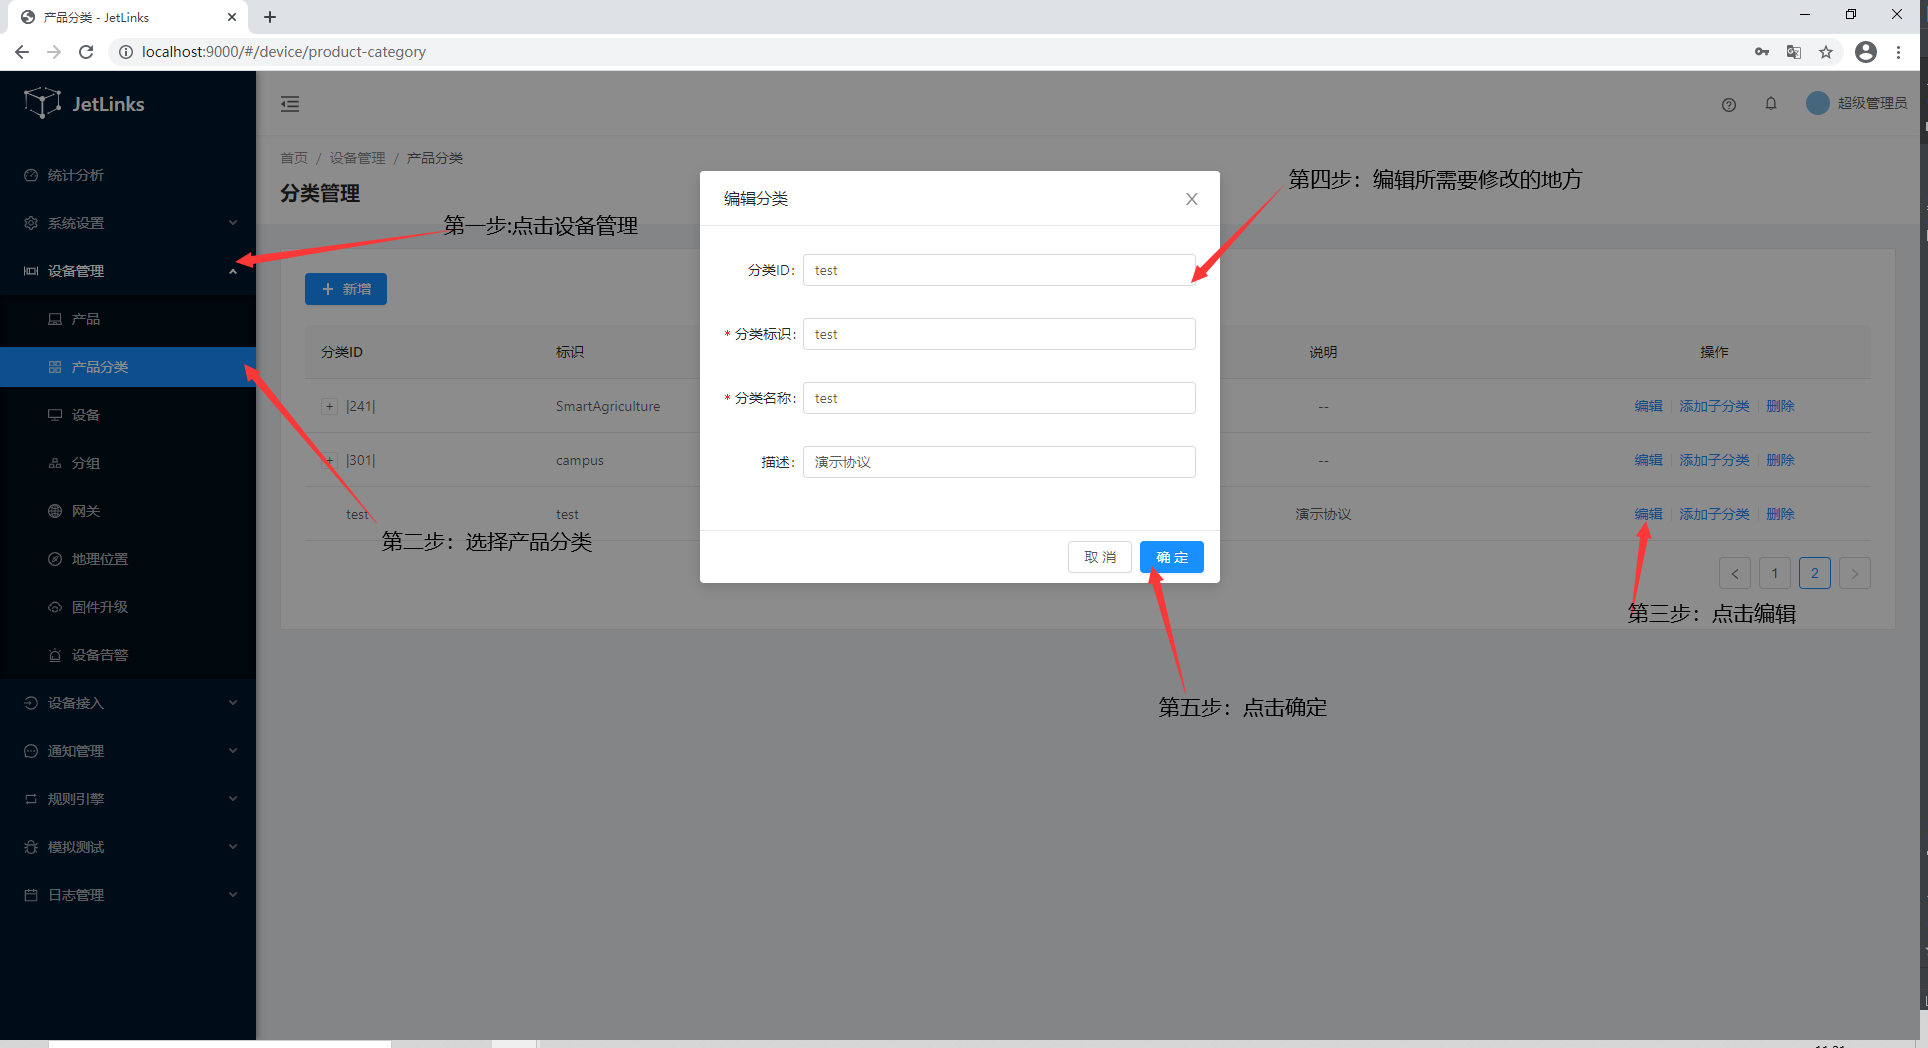 产品分类 - JetLinks
localhost:9000/#/device/product-category
JetLinks
超级管理员
统计分析
系统设置
设备管理
产品
产品分类
设备
分组
网关
地理位置
固件升级
设备告警
设备接入
通知管理
规则引擎
模拟测试
日志管理
首页 / 设备管理 / 产品分类
分类管理
第一步:点击设备管理
第四步：编辑所需要修改的地方
新增
分类ID 标识 说明 操作
|241| SmartAgriculture -- 编辑 添加子分类 删除
|301| campus -- 编辑 添加子分类 删除
test test 演示协议 编辑 添加子分类 删除
第二步：选择产品分类
< 1 2 >
第三步：点击编辑
编辑分类
分类ID: test
* 分类标识: test
* 分类名称: test
描述: 演示协议
取 消 确 定
第五步：点击确定